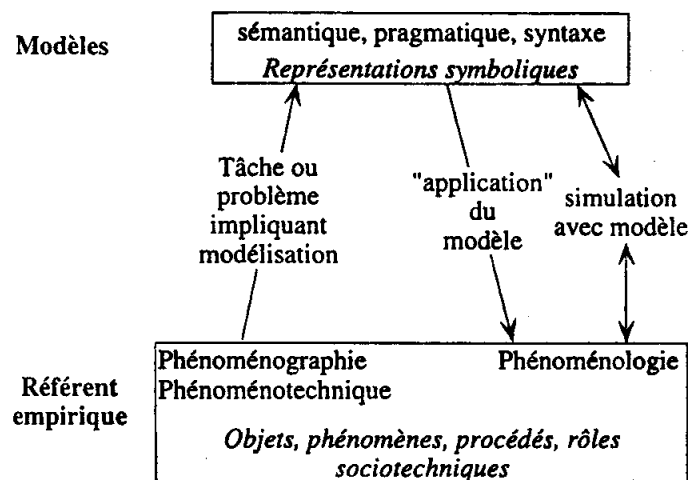 Modèles
sémantique, pragmatique, syntaxe
Représentations symboliques
Tâche ou
problème
impliquant
modélisation
"application"
du
modèle
simulation
avec modèle
Référent
empirique
Phénoménographie
Phénoménotechnique
Phénoménologie
Objets, phénomènes, procédés, rôles
sociotechniques